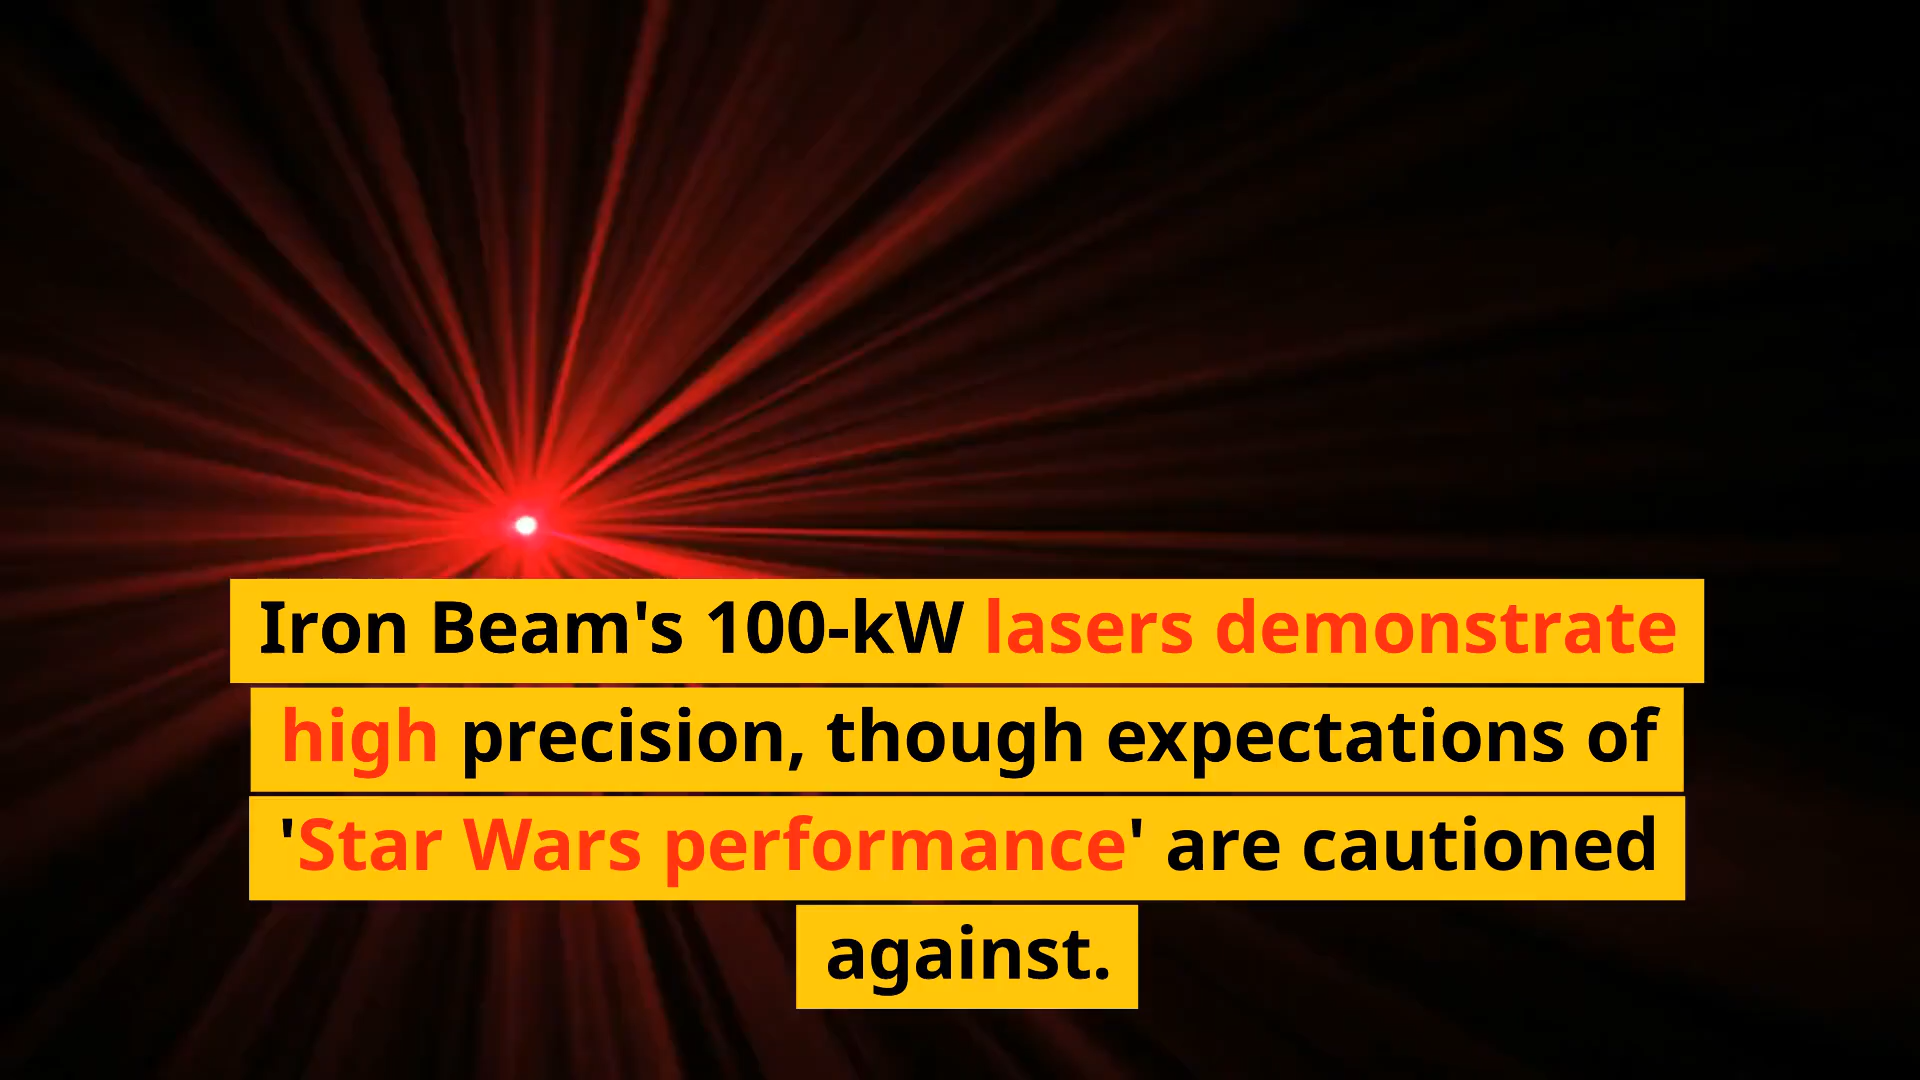 Iron Beam's 100-kW lasers demonstrate
high precision, though expectations of
'Star Wars performance' are cautioned
against.